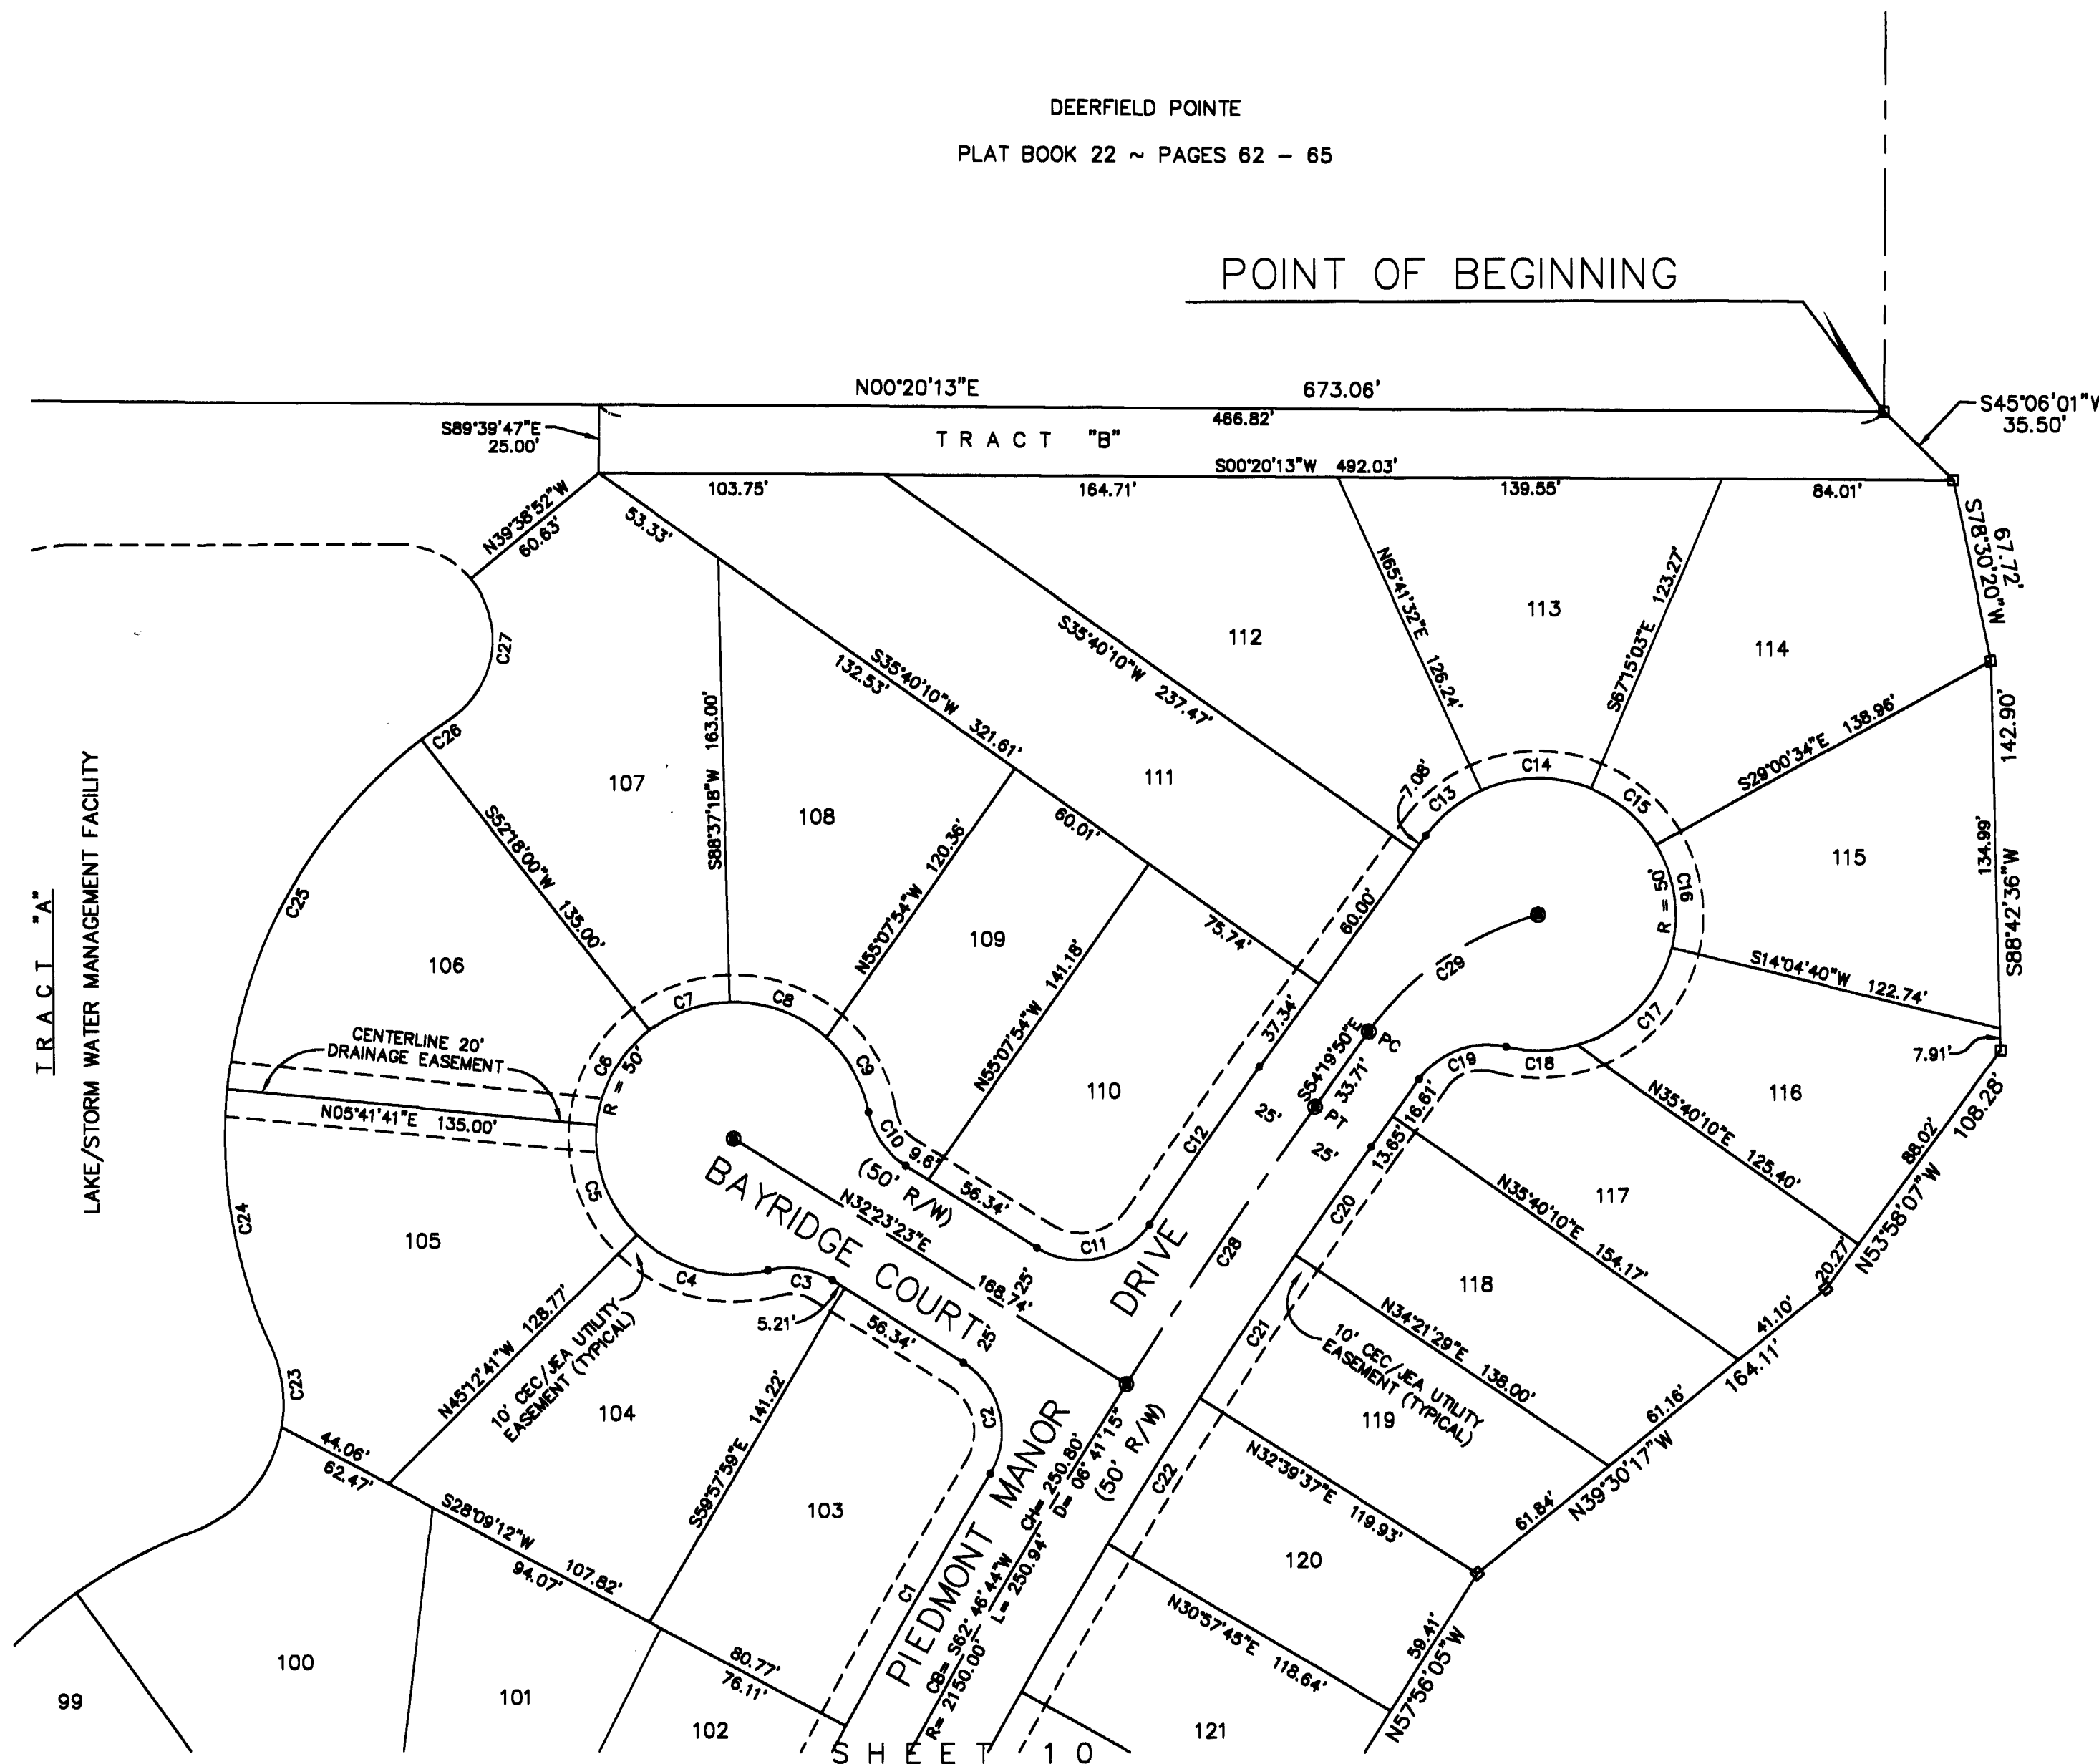 DEERFIELD POINTE
PLAT BOOK 22 ~ PAGES 62 - 65
POINT OF BEGINNING
N00°20'13"E 673.06'
466.82'
S45°06'01"W
35.50'
S89°39'47"E
25.00'
TRACT "B"
S00°20'13"W 492.03'
103.75'
164.71'
139.55'
84.01'
N39°38'52"W
60.63'
53.33'
S78°30'20"W
67.72'
C27
C26
107
S88°37'18"W 163.00'
132.53'
S35°40'10"W 321.61'
S35°40'10"W 237.47'
112
N65°41'32"E 126.24'
113
S67°15'03"E 123.27'
114
S29°00'34"E 138.96'
142.90'
134.99'
S88°42'36"W
115
TRACT "A"
LAKE/STORM WATER MANAGEMENT FACILITY
C25
S52°18'00"W 135.00'
108
111
60.01'
7.08'
C13
C14
C15
C16
R = 50'
N55°07'54"W 120.36'
109
N55°07'54"W 141.18'
75.74'
60.00'
106
C29
S14°04'40"W 122.74'
C17
7.91'
C7
C8
C6
R = 50'
C9
CENTERLINE 20'
DRAINAGE EASEMENT
N05°41'41"E 135.00'
110
37.34'
S54°19'50"E
33.71'
PC
PT
25'
25'
C19
C18
16.61'
13.65'
116
N35°40'10"E 125.40'
88.02'
108.28'
N53°58'07"W
20.27'
C10
9.6'
(50' R/W)
56.34'
C12
C11
C5
C24
105
BAYRIDGE COURT
N32°23'23"E
168.74'
25'
25'
DRIVE
C28
C20
117
N35°40'10"E 154.17'
118
41.10'
C4
C3
5.21'
56.34'
N45°12'41"W 128.77'
10' CEC/JEA UTILITY
EASEMENT (TYPICAL)
C21
N34°21'29"E 138.00'
10' CEC/JEA UTILITY
EASEMENT (TYPICAL)
61.16'
164.11'
C23
44.06'
62.47'
104
141.22'
S59°57'59"E
C2
119
61.84'
N39°30'17"W
S28°09'12"W 107.82'
94.07'
103
C22
N32°39'37"E 119.93'
C1
PIEDMONT MANOR
CB= S62°46'44"W CH= 250.80'
R= 2150.00' L= 250.94' D= 06°41'15"
(50' R/W)
120
N30°57'45"E 118.64'
59.41'
N57°56'05"W
80.77'
76.11'
99
100
101
102
121
SHEET 10